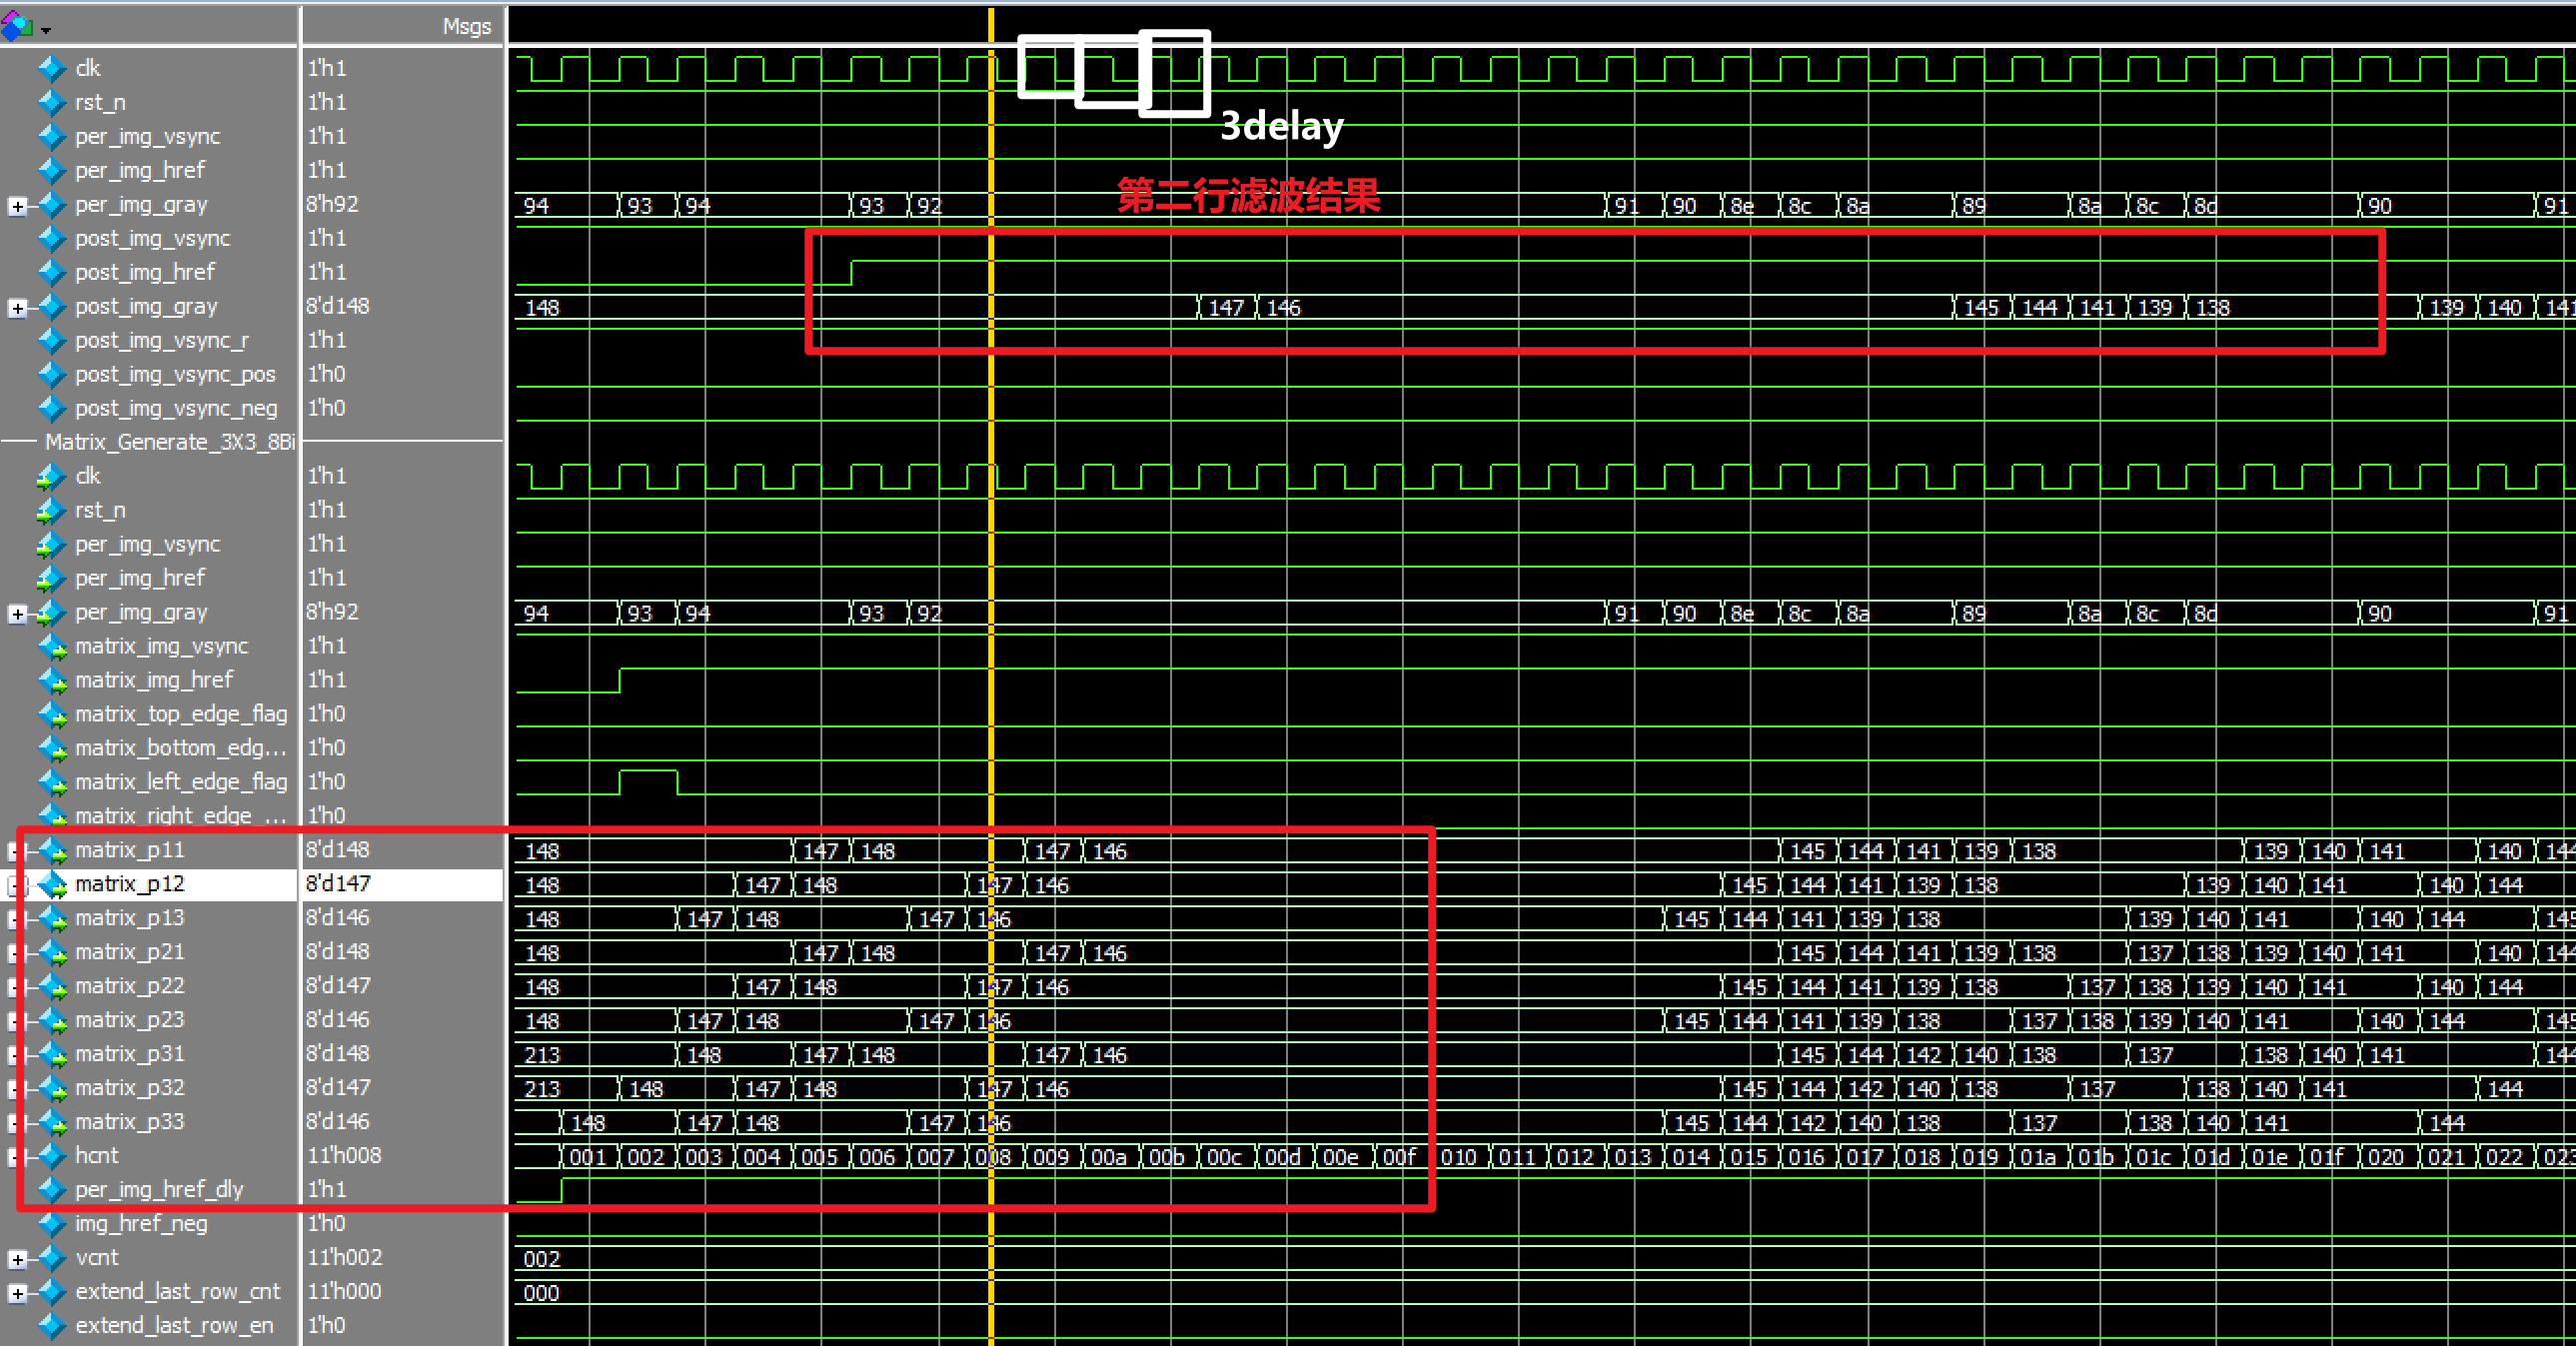 Msgs
clk 1'h1
3delay
rst_n 1'h1
per_img_vsync 1'h1
per_img_href 1'h1
第二行滤波结果
per_img_gray 8'h92 94 93 94 93 92 91 90 8e 8c 8a 89 8a 8c 8d 90 91
post_img_vsync 1'h1
post_img_href 1'h1
post_img_gray 8'd148 148 147 146 145 144 141 139 138 139 140 141
post_img_vsync_r 1'h1
post_img_vsync_pos 1'h0
post_img_vsync_neg 1'h0
Matrix_Generate_3X3_8Bi
clk 1'h1
rst_n 1'h1
per_img_vsync 1'h1
per_img_href 1'h1
per_img_gray 8'h92 94 93 94 93 92 91 90 8e 8c 8a 89 8a 8c 8d 90 91
matrix_img_vsync 1'h1
matrix_img_href 1'h1
matrix_top_edge_flag 1'h0
matrix_bottom_edg... 1'h0
matrix_left_edge_flag 1'h0
matrix_right_edge_... 1'h0
matrix_p11 8'd148 148 147 148 147 146 145 144 141 139 138 139 140 141 140 144
matrix_p12 8'd147 148 147 148 147 146 145 144 141 139 138 139 140 141 140 144
matrix_p13 8'd146 148 147 148 147 146 145 144 141 139 138 139 140 141 140 144 145
matrix_p21 8'd148 148 147 148 147 146 145 144 141 139 138 137 138 139 140 141 140 144
matrix_p22 8'd147 148 147 148 147 146 145 144 141 139 138 137 138 139 140 141 140 144
matrix_p23 8'd146 148 147 148 147 146 145 144 141 139 138 137 138 139 140 141 140 144 145
matrix_p31 8'd148 213 148 147 148 147 146 145 144 142 140 138 137 138 140 141 144
matrix_p32 8'd147 213 148 147 148 147 146 145 144 142 140 138 137 138 140 141 144
matrix_p33 8'd146 148 147 148 147 146 145 144 142 140 138 137 138 140 141 144
hcnt 11'h008 001 002 003 004 005 006 007 008 009 00a 00b 00c 00d 00e 00f 010 011 012 013 014 015 016 017 018 019 01a 01b 01c 01d 01e 01f 020 021 022 023
per_img_href_dly 1'h1
img_href_neg 1'h0
vcnt 11'h002 002
extend_last_row_cnt 11'h000 000
extend_last_row_en 1'h0